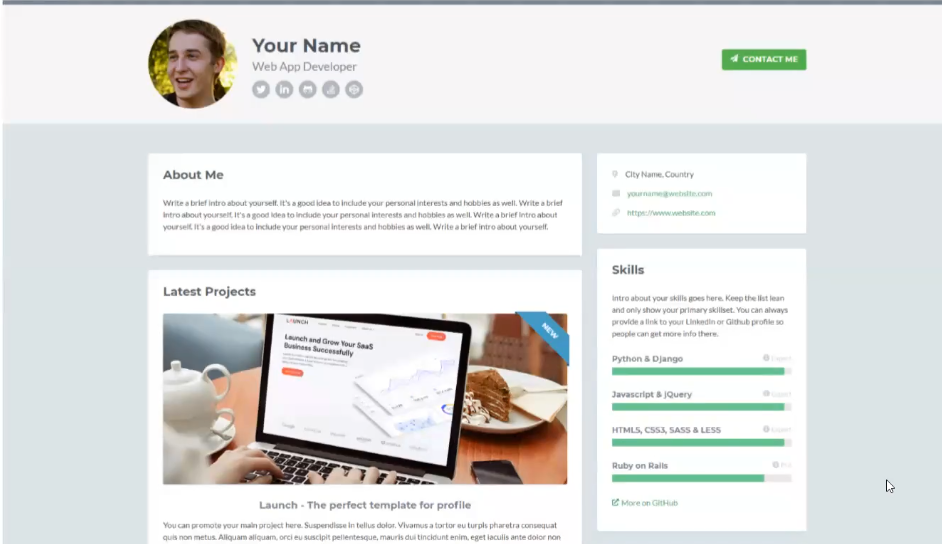 Your Name
Web App Developer
CONTACT ME
About Me
Write a brief intro about yourself. It's a good idea to include your personal interests and hobbies as well. Write a brief
intro about yourself. It's a good idea to include your personal interests and hobbies as well. Write a brief intro about
yourself. It's a good idea to include your personal interests and hobbies as well. Write a brief intro about yourself.
Latest Projects
LAUNCH
Launch and Grow Your SaaS
Business Successfully
NEW
Launch - The perfect template for profile
You can promote your main project here. Suspendisse in tellus dolor. Vivamus a tortor eu turpis pharetra consequat
quis non metus. Aliquam aliquam, orci eu suscipit pellentesque, mauris dui tincidunt enim, eget iaculis ante dolor non
City Name, Country
yourname@website.com
https://www.website.com
Skills
Intro about your skills goes here. Keep the list lean
and only show your primary skillset. You can always
provide a link to your Linkedin or Github profile so
people can get more info there.
Python & Django
Expert
Javascript & jQuery
Expert
HTML5, CSS3, SASS & LESS
Expert
Ruby on Rails
Pro
More on GitHub